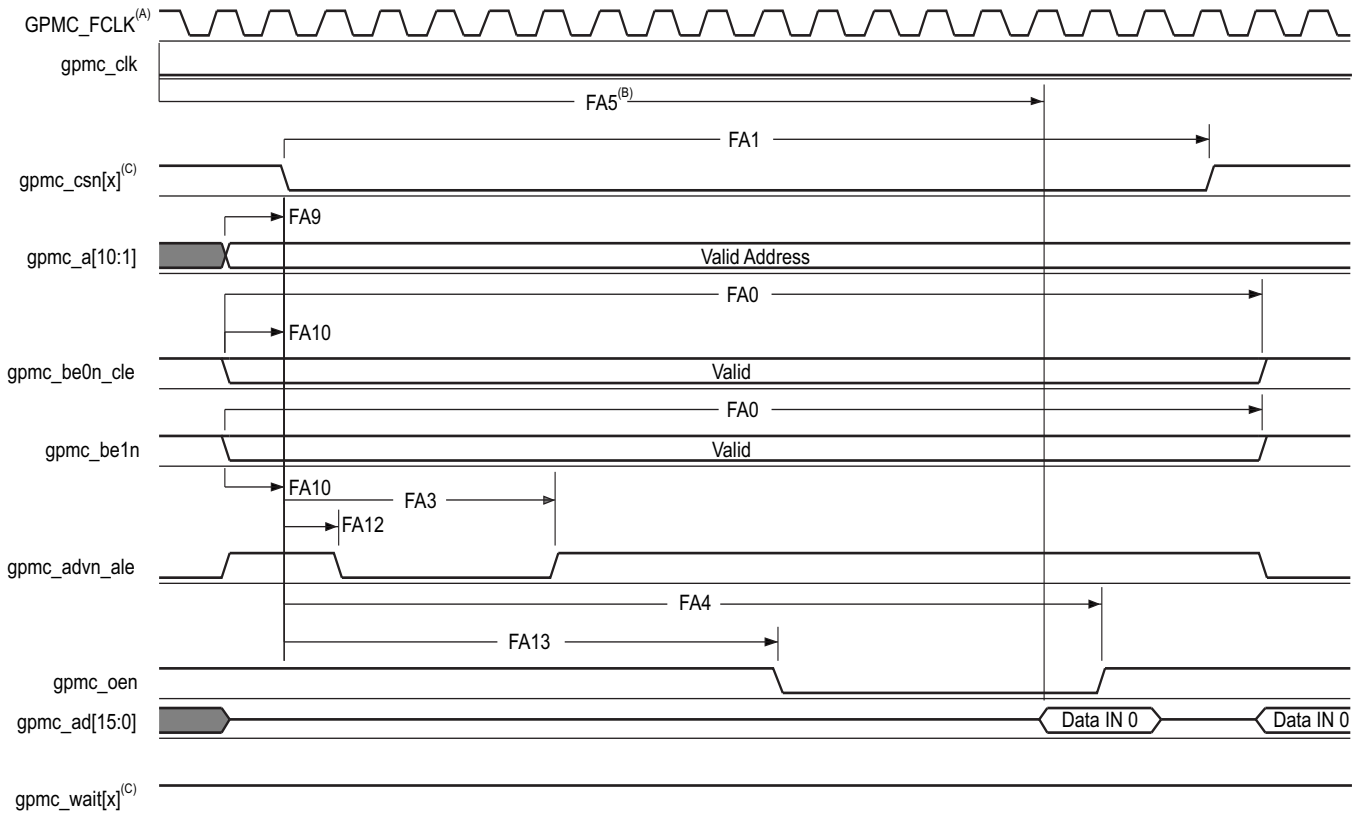 GPMC_FCLK(A)
gpmc_clk
FA5(B)
FA1
gpmc_csn[x](C)
FA9
gpmc_a[10:1]
Valid Address
FA0
FA10
gpmc_be0n_cle
Valid
FA0
gpmc_be1n
Valid
FA10
FA3
FA12
gpmc_advn_ale
FA4
FA13
gpmc_oen
gpmc_ad[15:0]
Data IN 0
Data IN 0
gpmc_wait[x](C)